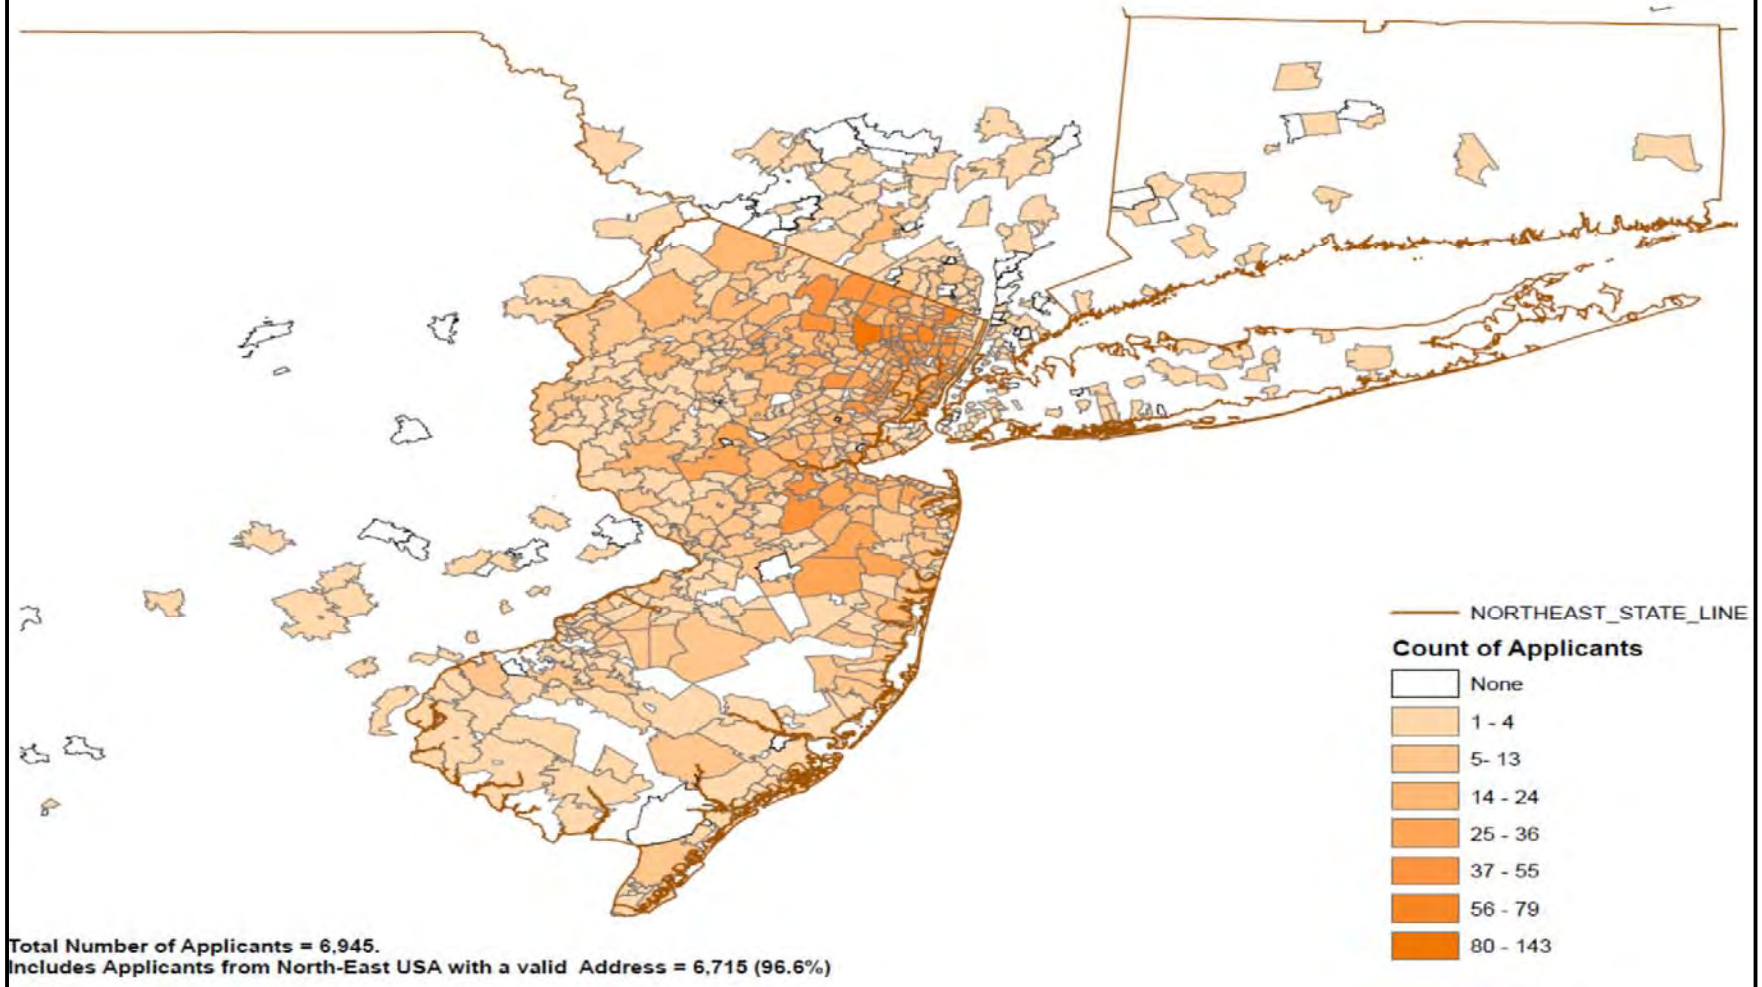 NORTHEAST_STATE_LINE
Count of Applicants
None
1 - 4
5- 13
14 - 24
25 - 36
37 - 55
56 - 79
80 - 143
Total Number of Applicants = 6,945.
Includes Applicants from North-East USA with a valid Address = 6,715 (96.6%)